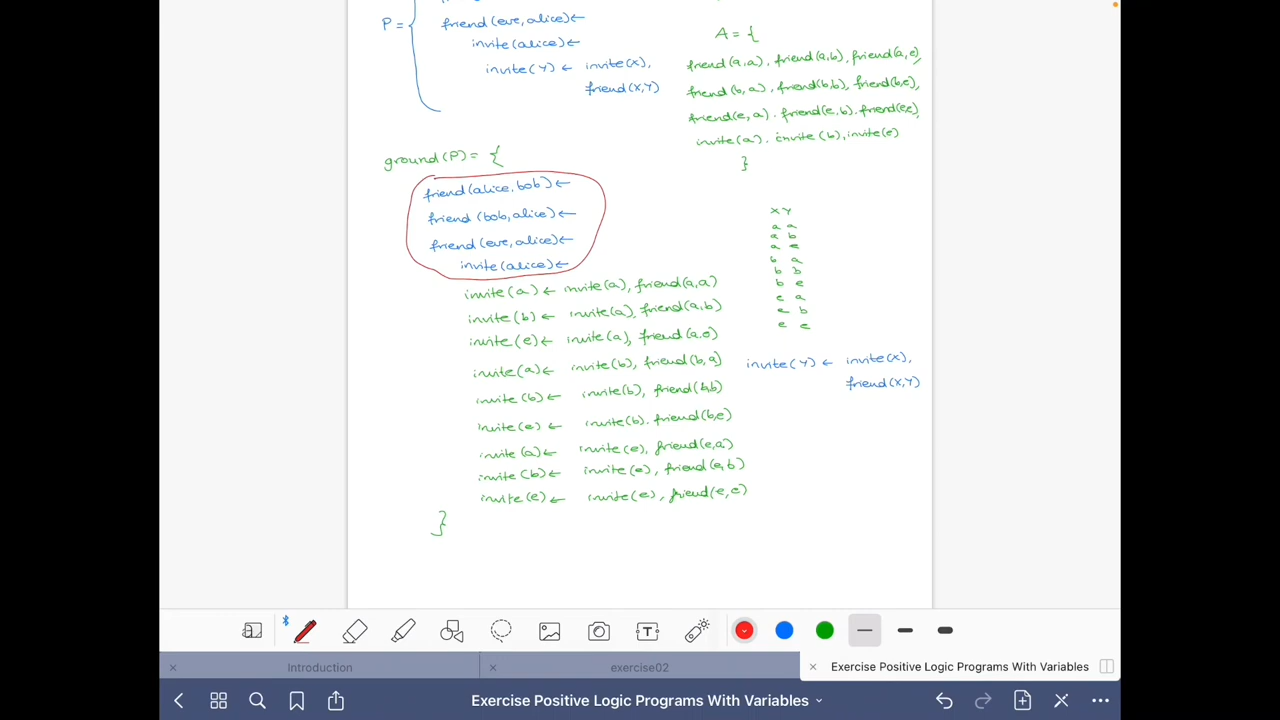 P = {
friend(eve, alice) ←
invite(alice) ←
invite(Y) ← invite(X),
friend(X,Y)
A = {
friend(a,a), friend(a,b), friend(a,e),
friend(b,a), friend(b,b), friend(b,e),
friend(e,a). friend(e,b). friend(e,e),
invite(a). invite(b), invite(e)
}
ground(P) = {
friend(alice, bob) ←
friend(bob, alice) ←
friend(eve, alice) ←
invite(alice) ←
invite(a) ← invite(a), friend(a,a)
invite(b) ← invite(a), friend(a,b)
invite(e) ← invite(a), friend(a,e)
invite(a) ← invite(b), friend(b,a)
invite(b) ← invite(b), friend(b,b)
invite(e) ← invite(b). friend(b,e)
invite(a) ← invite(e), friend(e,a)
invite(b) ← invite(e), friend(e,b)
invite(e) ← invite(e), friend(e,e)
}
X Y
a a
a b
a e
b a
b b
b e
e a
e b
e e
invite(Y) ← invite(X),
friend(X,Y)
Introduction
exercise02
Exercise Positive Logic Programs With Variables
Exercise Positive Logic Programs With Variables